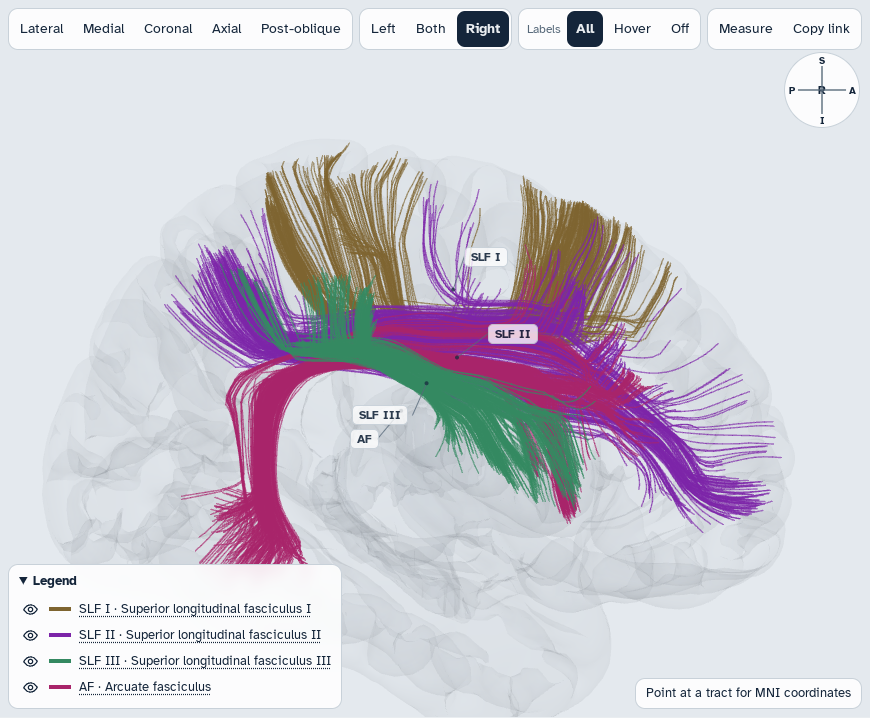 Lateral Medial Coronal Axial Post-oblique Left Both Right Labels All Hover Off Measure Copy link
S
P R A
I
SLF I
SLF II
SLF III
AF
▼ Legend
SLF I · Superior longitudinal fasciculus I
SLF II · Superior longitudinal fasciculus II
SLF III · Superior longitudinal fasciculus III
AF · Arcuate fasciculus
Point at a tract for MNI coordinates